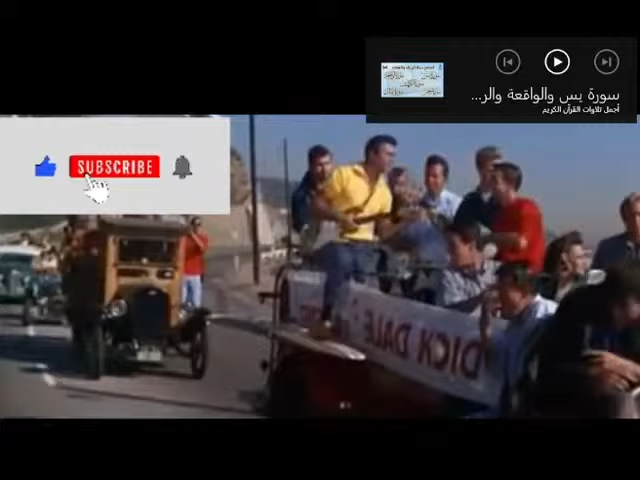 سورة يس والواقعة والر...
أجمل تلاوات القرآن الكريم
SUBSCRIBE
DICK DALE